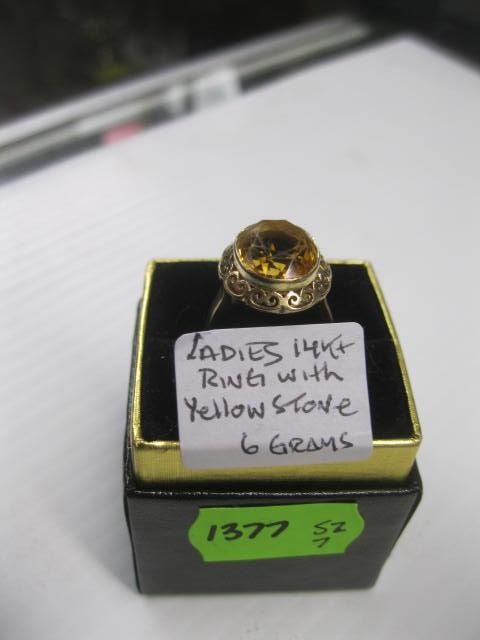 LADIES 14Kt
RING with
Yellow STONE
6 GRAMS
1377 SZ
7